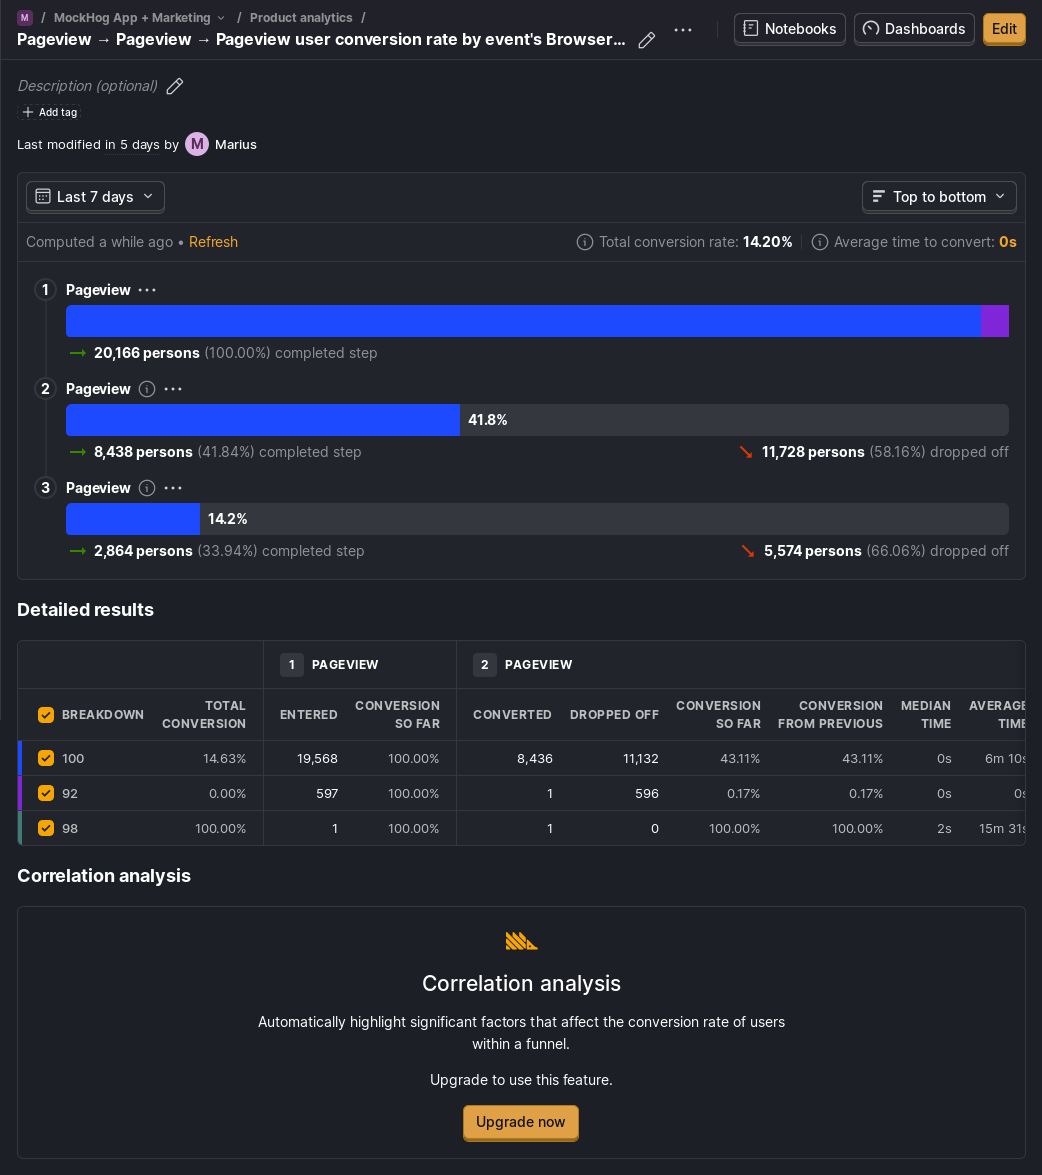 M / MockHog App + Marketing / Product analytics /
Pageview → Pageview → Pageview user conversion rate by event's Browser...
Notebooks
Dashboards
Edit
Description (optional)
Add tag
Last modified in 5 days by M Marius
Last 7 days
Top to bottom
Computed a while ago • Refresh
Total conversion rate: 14.20%
Average time to convert: 0s
1 Pageview
20,166 persons (100.00%) completed step
2 Pageview
41.8%
8,438 persons (41.84%) completed step
11,728 persons (58.16%) dropped off
3 Pageview
14.2%
2,864 persons (33.94%) completed step
5,574 persons (66.06%) dropped off
Detailed results
1 PAGEVIEW
2 PAGEVIEW
BREAKDOWN
TOTAL
CONVERSION
ENTERED
CONVERSION
SO FAR
CONVERTED
DROPPED OFF
CONVERSION
SO FAR
CONVERSION
FROM PREVIOUS
MEDIAN
TIME
AVERAGE
TIME
100 14.63% 19,568 100.00% 8,436 11,132 43.11% 43.11% 0s 6m 10s
92 0.00% 597 100.00% 1 596 0.17% 0.17% 0s 0s
98 100.00% 1 100.00% 1 0 100.00% 100.00% 2s 15m 31s
Correlation analysis
Correlation analysis
Automatically highlight significant factors that affect the conversion rate of users
within a funnel.
Upgrade to use this feature.
Upgrade now